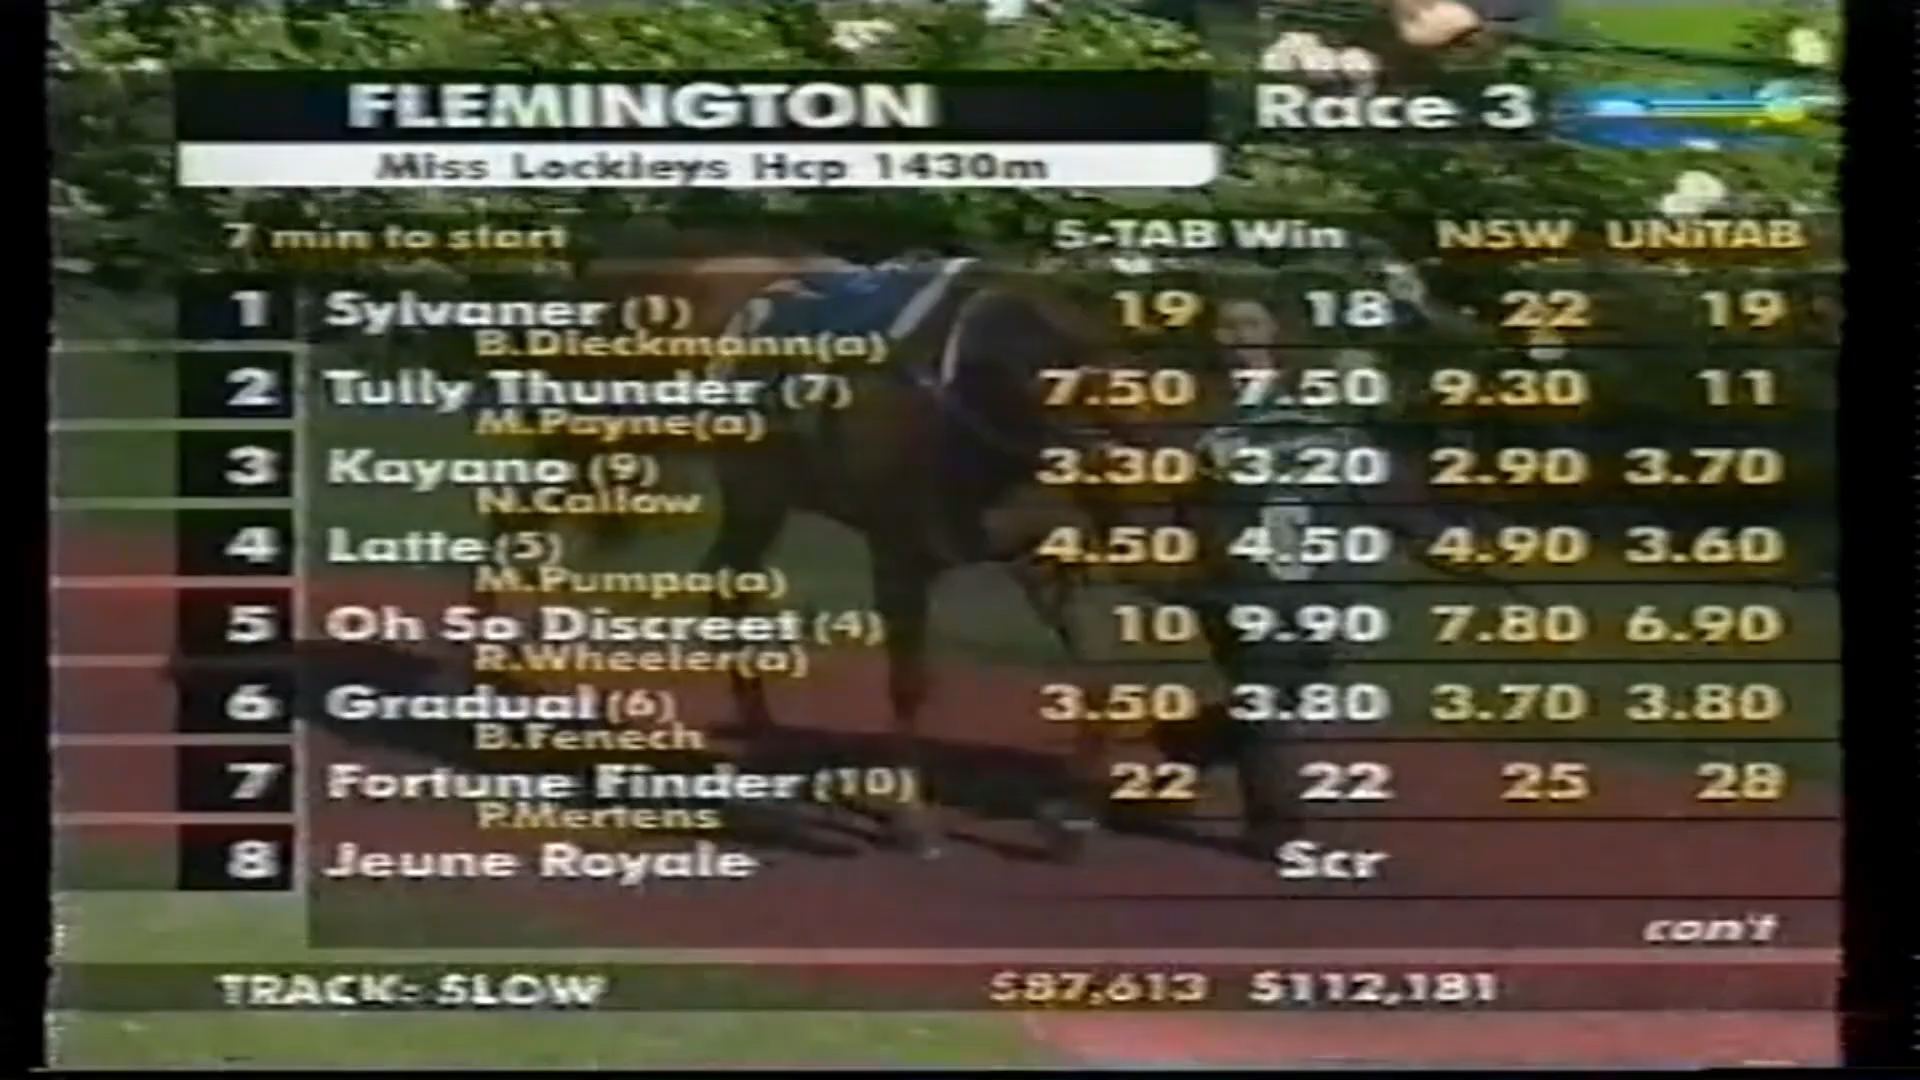 FLEMINGTON Race 3
Miss Lockleys Hcp 1430m
7 min to start S-TAB Win NSW UNiTAB
1 Sylvaner (1) 19 18 22 19
B.Dieckmann(a)
2 Tully Thunder (7) 7.50 7.50 9.30 11
M.Payne(a)
3 Kayano (9) 3.30 3.20 2.90 3.70
N.Callow
4 Latte (5) 4.50 4.50 4.90 3.60
M.Pumpa(a)
5 Oh So Discreet (4) 10 9.90 7.80 6.90
R.Wheeler(a)
6 Gradual (6) 3.50 3.80 3.70 3.80
B.Fenech
7 Fortune Finder (10) 22 22 25 28
P.Mertens
8 Jeune Royale Scr
con't
TRACK: SLOW $87,613 $112,181